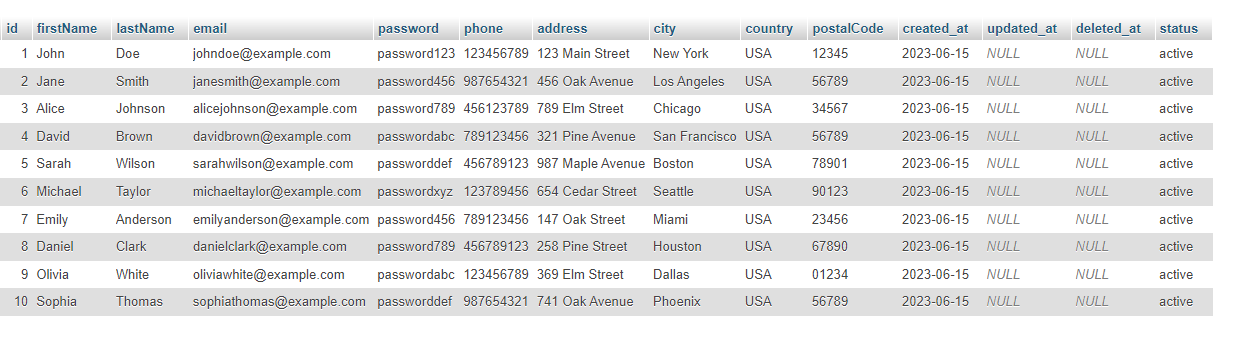 id firstName lastName email password phone address city country postalCode created_at updated_at deleted_at status
1 John Doe johndoe@example.com password123 123456789 123 Main Street New York USA 12345 2023-06-15 NULL NULL active
2 Jane Smith janesmith@example.com password456 987654321 456 Oak Avenue Los Angeles USA 56789 2023-06-15 NULL NULL active
3 Alice Johnson alicejohnson@example.com password789 456123789 789 Elm Street Chicago USA 34567 2023-06-15 NULL NULL active
4 David Brown davidbrown@example.com passwordabc 789123456 321 Pine Avenue San Francisco USA 56789 2023-06-15 NULL NULL active
5 Sarah Wilson sarahwilson@example.com passworddef 456789123 987 Maple Avenue Boston USA 78901 2023-06-15 NULL NULL active
6 Michael Taylor michaeltaylor@example.com passwordxyz 123789456 654 Cedar Street Seattle USA 90123 2023-06-15 NULL NULL active
7 Emily Anderson emilyanderson@example.com password456 789123456 147 Oak Street Miami USA 23456 2023-06-15 NULL NULL active
8 Daniel Clark danielclark@example.com password789 456789123 258 Pine Street Houston USA 67890 2023-06-15 NULL NULL active
9 Olivia White oliviawhite@example.com passwordabc 123456789 369 Elm Street Dallas USA 01234 2023-06-15 NULL NULL active
10 Sophia Thomas sophiathomas@example.com passworddef 987654321 741 Oak Avenue Phoenix USA 56789 2023-06-15 NULL NULL active